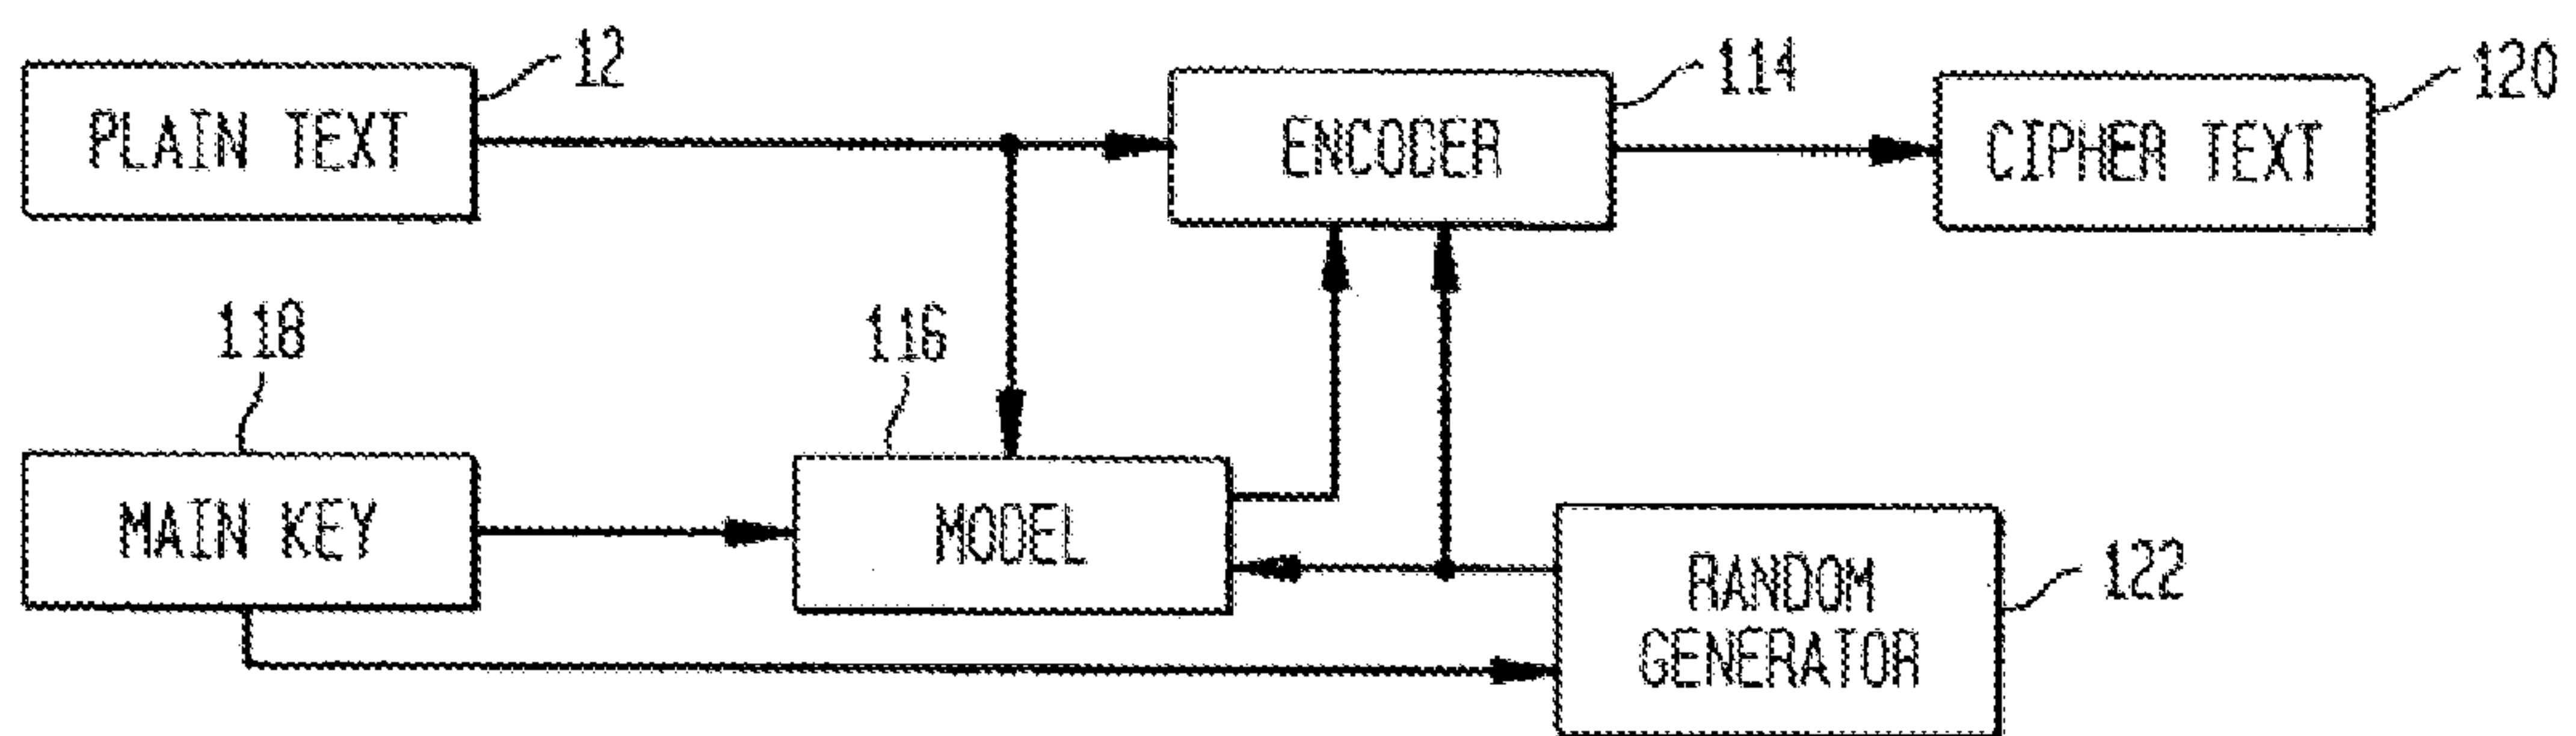 12
PLAIN TEXT
114
ENCODER
120
CIPHER TEXT
118
MAIN KEY
116
MODEL
122
RANDOM
GENERATOR